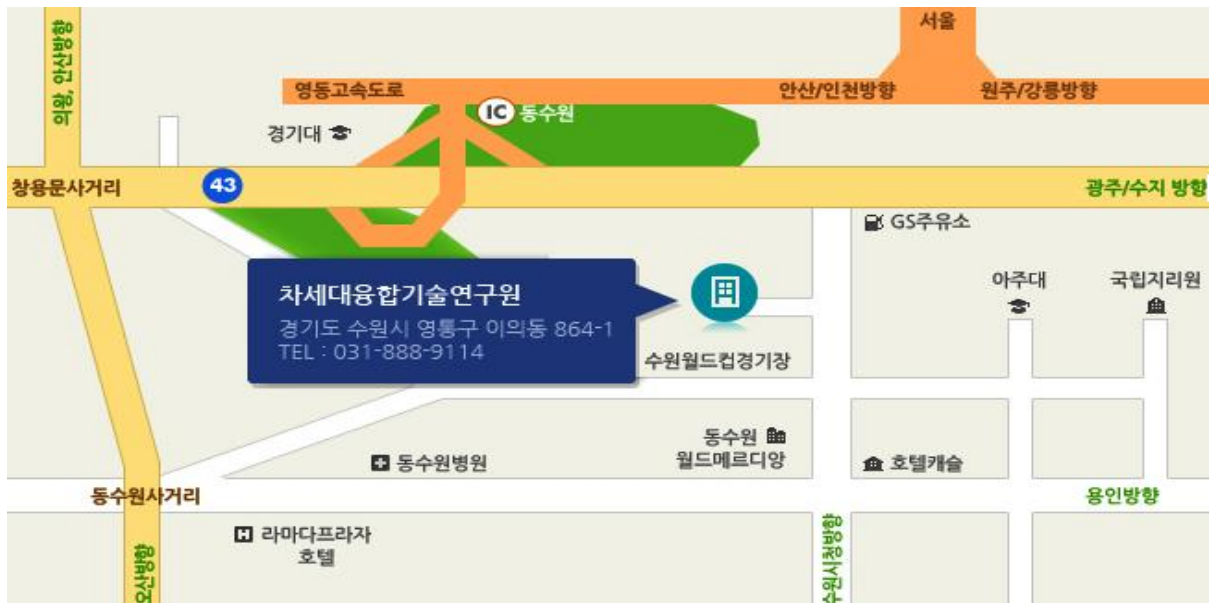 서울
의왕, 안산방향
영동고속도로
안산/인천방향
원주/강릉방향
IC 동수원
경기대
창용문사거리
43
광주/수지 방향
GS주유소
차세대융합기술연구원
경기도 수원시 영통구 이의동 864-1
TEL : 031-888-9114
아주대
국립지리원
수원월드컵경기장
동수원
월드메르디앙
동수원병원
호텔캐슬
동수원사거리
용인방향
H 라마다프라자
호텔
오산방향
수원시청방향